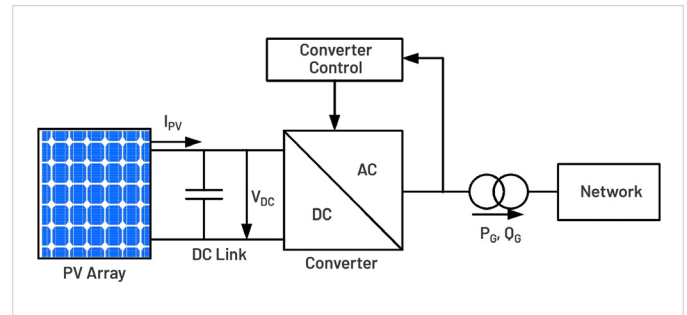 Converter
Control
I_PV
AC
V_DC
DC
Network
P_G, Q_G
DC Link
Converter
PV Array